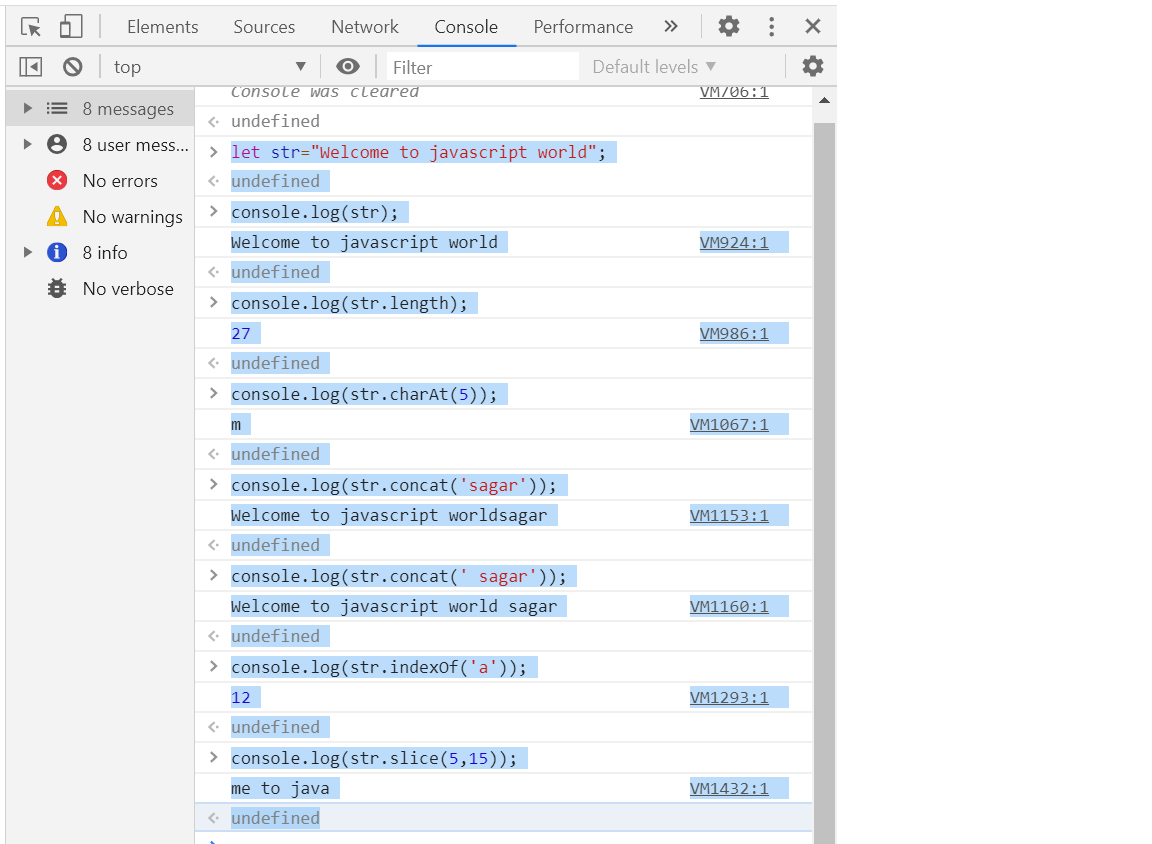 Elements Sources Network Console Performance »
top ▼ Filter Default levels ▼
8 messages
8 user mess...
No errors
No warnings
8 info
No verbose
Console was cleared VM706:1
undefined
let str="Welcome to javascript world";
undefined
console.log(str);
Welcome to javascript world VM924:1
undefined
console.log(str.length);
27 VM986:1
undefined
console.log(str.charAt(5));
m VM1067:1
undefined
console.log(str.concat('sagar'));
Welcome to javascript worldsagar VM1153:1
undefined
console.log(str.concat(' sagar'));
Welcome to javascript world sagar VM1160:1
undefined
console.log(str.indexOf('a'));
12 VM1293:1
undefined
console.log(str.slice(5,15));
me to java VM1432:1
undefined